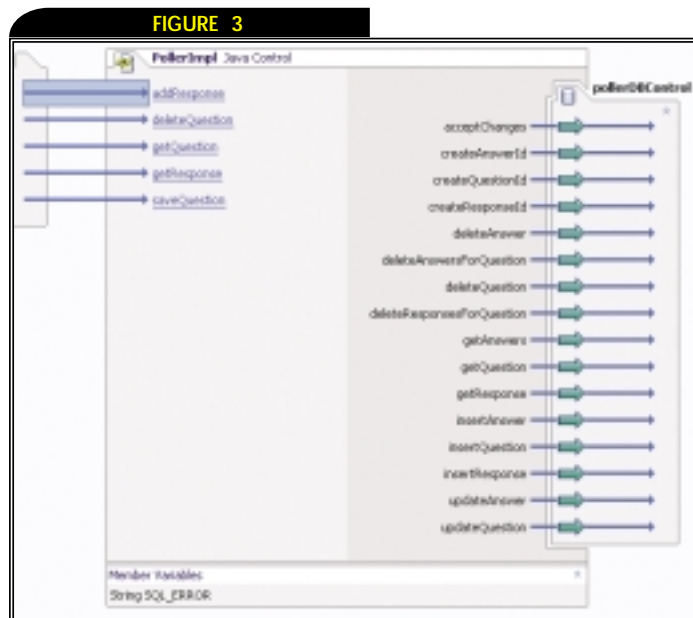 FIGURE 3
PollerImpl Java Control
addResponse
deleteQuestion
getQuestion
getResponse
saveQuestion
pollerDBControl
acceptChanges
createAnswerId
createQuestionId
createResponseId
deleteAnswer
deleteAnswersForQuestion
deleteQuestion
deleteResponsesForQuestion
getAnswers
getQuestion
getResponse
insertAnswer
insertQuestion
insertResponse
updateAnswer
updateQuestion
Member Variables
String SQL_ERROR